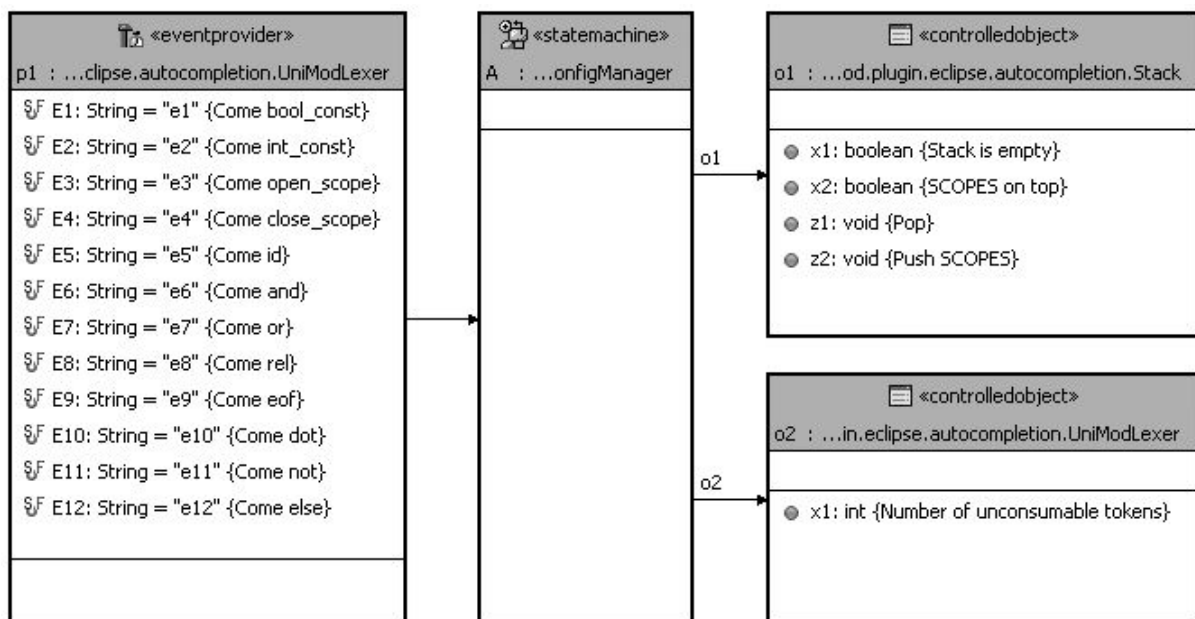 «eventprovider»
p1 : ...clipse.autocompletion.UniModLexer
E1: String = "e1" {Come bool_const}
E2: String = "e2" {Come int_const}
E3: String = "e3" {Come open_scope}
E4: String = "e4" {Come close_scope}
E5: String = "e5" {Come id}
E6: String = "e6" {Come and}
E7: String = "e7" {Come or}
E8: String = "e8" {Come rel}
E9: String = "e9" {Come eof}
E10: String = "e10" {Come dot}
E11: String = "e11" {Come not}
E12: String = "e12" {Come else}
«statemachine»
A : ...onfigManager
o1
o2
«controlledobject»
o1 : ...od.plugin.eclipse.autocompletion.Stack
x1: boolean {Stack is empty}
x2: boolean {SCOPES on top}
z1: void {Pop}
z2: void {Push SCOPES}
«controlledobject»
o2 : ...in.eclipse.autocompletion.UniModLexer
x1: int {Number of unconsumable tokens}